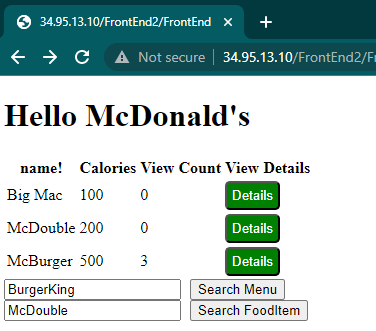 34.95.13.10/FrontEnd2/FrontEnd
Not secure 34.95.13.10/FrontEnd2/
Hello McDonald's
name! Calories View Count View Details
Big Mac 100 0 Details
McDouble 200 0 Details
McBurger 500 3 Details
BurgerKing Search Menu
McDouble Search FoodItem